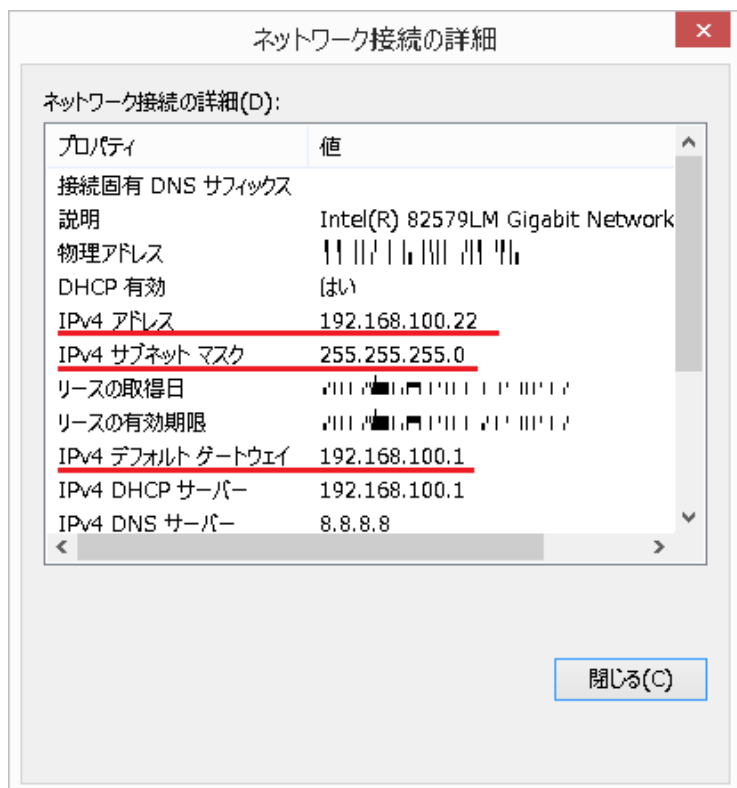 ネットワーク接続の詳細
ネットワーク接続の詳細(D):
プロパティ 値
接続固有 DNS サフィックス
説明 Intel(R) 82579LM Gigabit Network
物理アドレス
DHCP 有効 はい
IPv4 アドレス 192.168.100.22
IPv4 サブネット マスク 255.255.255.0
リースの取得日
リースの有効期限
IPv4 デフォルト ゲートウェイ 192.168.100.1
IPv4 DHCP サーバー 192.168.100.1
IPv4 DNS サーバー 8.8.8.8
閉じる(C)